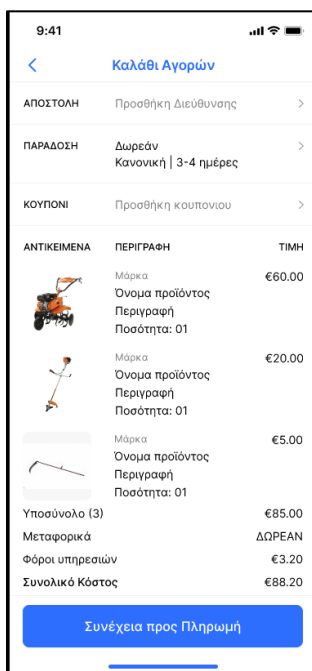 9:41
Καλάθι Αγορών
ΑΠΟΣΤΟΛΗ Προσθήκη Διεύθυνσης
ΠΑΡΑΔΟΣΗ Δωρεάν
Κανονική | 3-4 ημέρες
ΚΟΥΠΟΝΙ Προσθήκη κουπονιου
ΑΝΤΙΚΕΙΜΕΝΑ ΠΕΡΙΓΡΑΦΗ ΤΙΜΗ
Μάρκα €60.00
Όνομα προϊόντος
Περιγραφή
Ποσότητα: 01
Μάρκα €20.00
Όνομα προϊόντος
Περιγραφή
Ποσότητα: 01
Μάρκα €5.00
Όνομα προϊόντος
Περιγραφή
Ποσότητα: 01
Υποσύνολο (3) €85.00
Μεταφορικά ΔΩΡΕΑΝ
Φόροι υπηρεσιών €3.20
Συνολικό Κόστος €88.20
Συνέχεια προς Πληρωμή